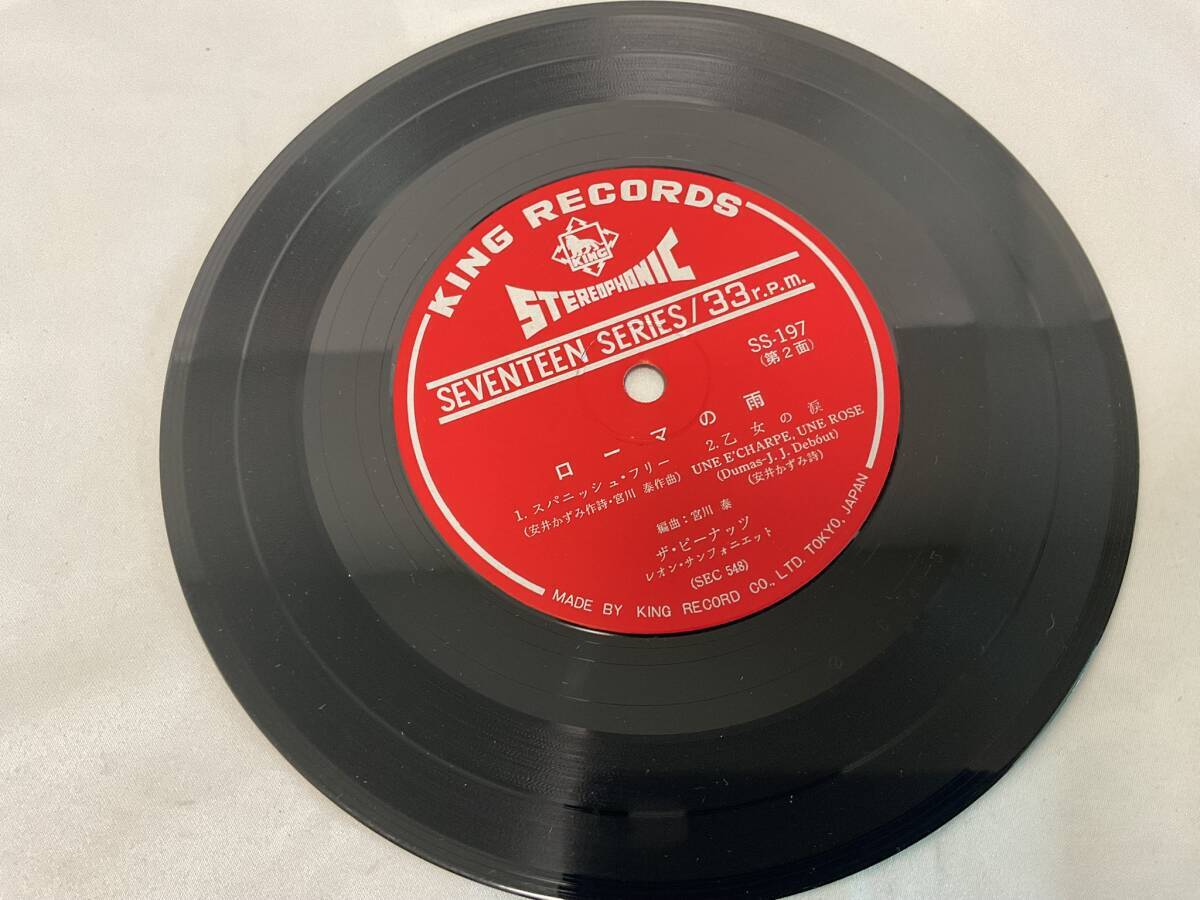 KING RECORDS
KING
STEREOPHONIC
SEVENTEEN SERIES/33r.p.m.
SS-197
(第2面)
ローマの雨
1. スパニッシュ・フリー
(安井かずみ作詩・宮川 泰作曲)
2. 乙女の涙
UNE E'CHARPE, UNE ROSE
(Dumas-J. J. Debóut)
(安井かずみ詩)
編曲:宮川 泰
ザ・ピーナッツ
レオン・サンフォニエット
(SEC 548)
MADE BY KING RECORD CO., LTD. TOKYO, JAPAN